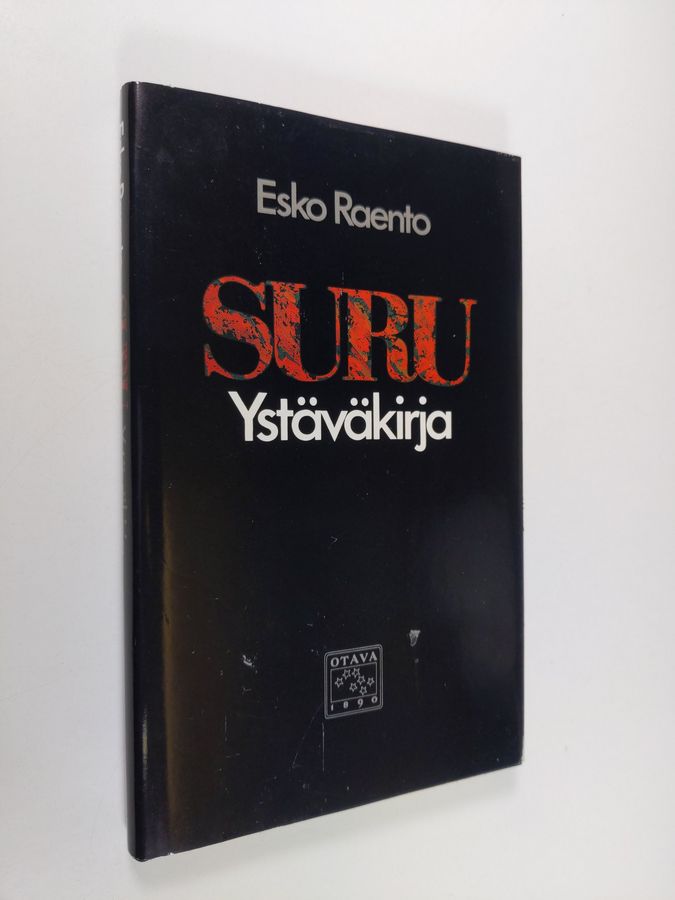 Esko Raento
SURU
Ystäväkirja
OTAVA
1890